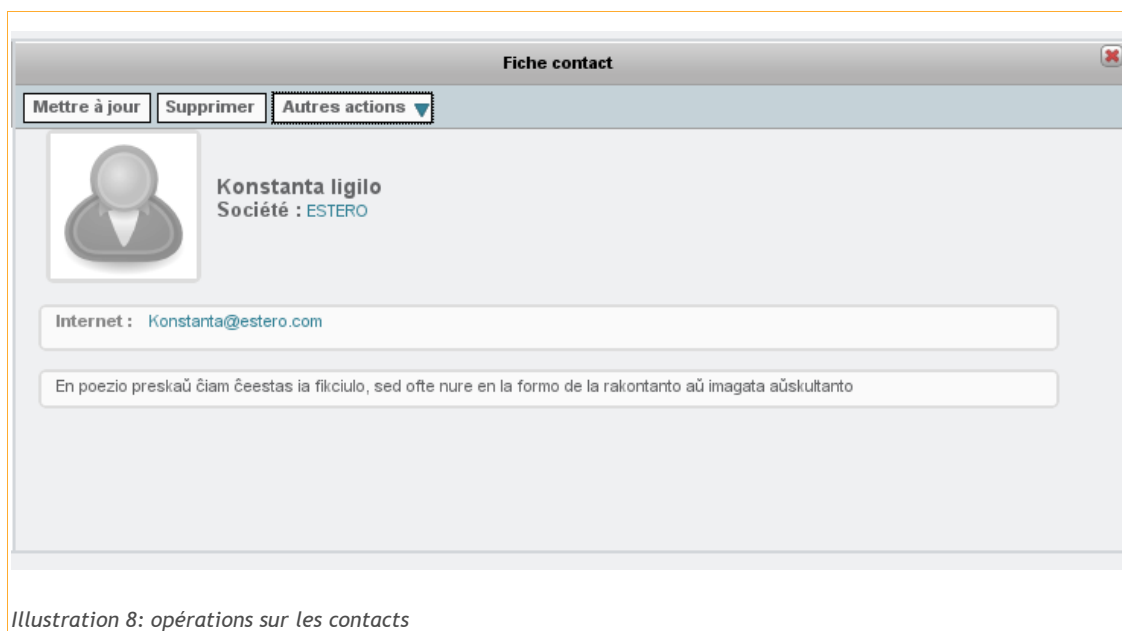 Fiche contact
Mettre à jour Supprimer Autres actions
Konstanta ligilo
Société : ESTERO
Internet : Konstanta@estero.com
En poezio preskaŭ ĉiam ĉeestas ia fikciulo, sed ofte nure en la formo de la rakontanto aŭ imagata aŭskultanto
Illustration 8: opérations sur les contacts